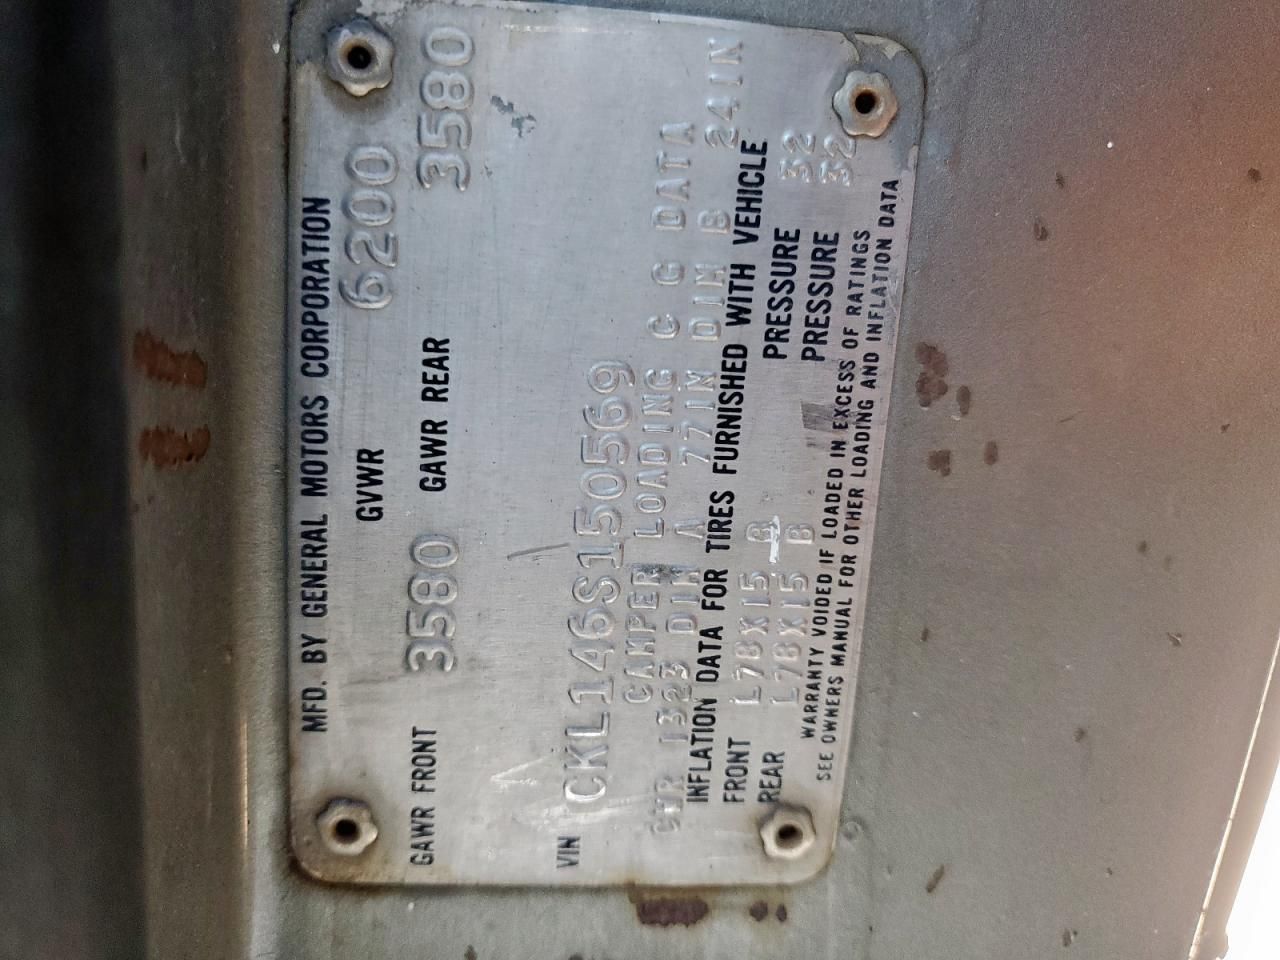 MFD. BY GENERAL MOTORS CORPORATION
GVWR 6200
GAWR FRONT 3580 GAWR REAR 3580
VIN CKL146S150569
CAMPER LOADING C G DATA
CWR 1323 DIM A 77IN DIM B 24IN
INFLATION DATA FOR TIRES FURNISHED WITH VEHICLE
FRONT L78X15 B PRESSURE 32
REAR L78X15 B PRESSURE 32
WARRANTY VOIDED IF LOADED IN EXCESS OF RATINGS
SEE OWNERS MANUAL FOR OTHER LOADING AND INFLATION DATA